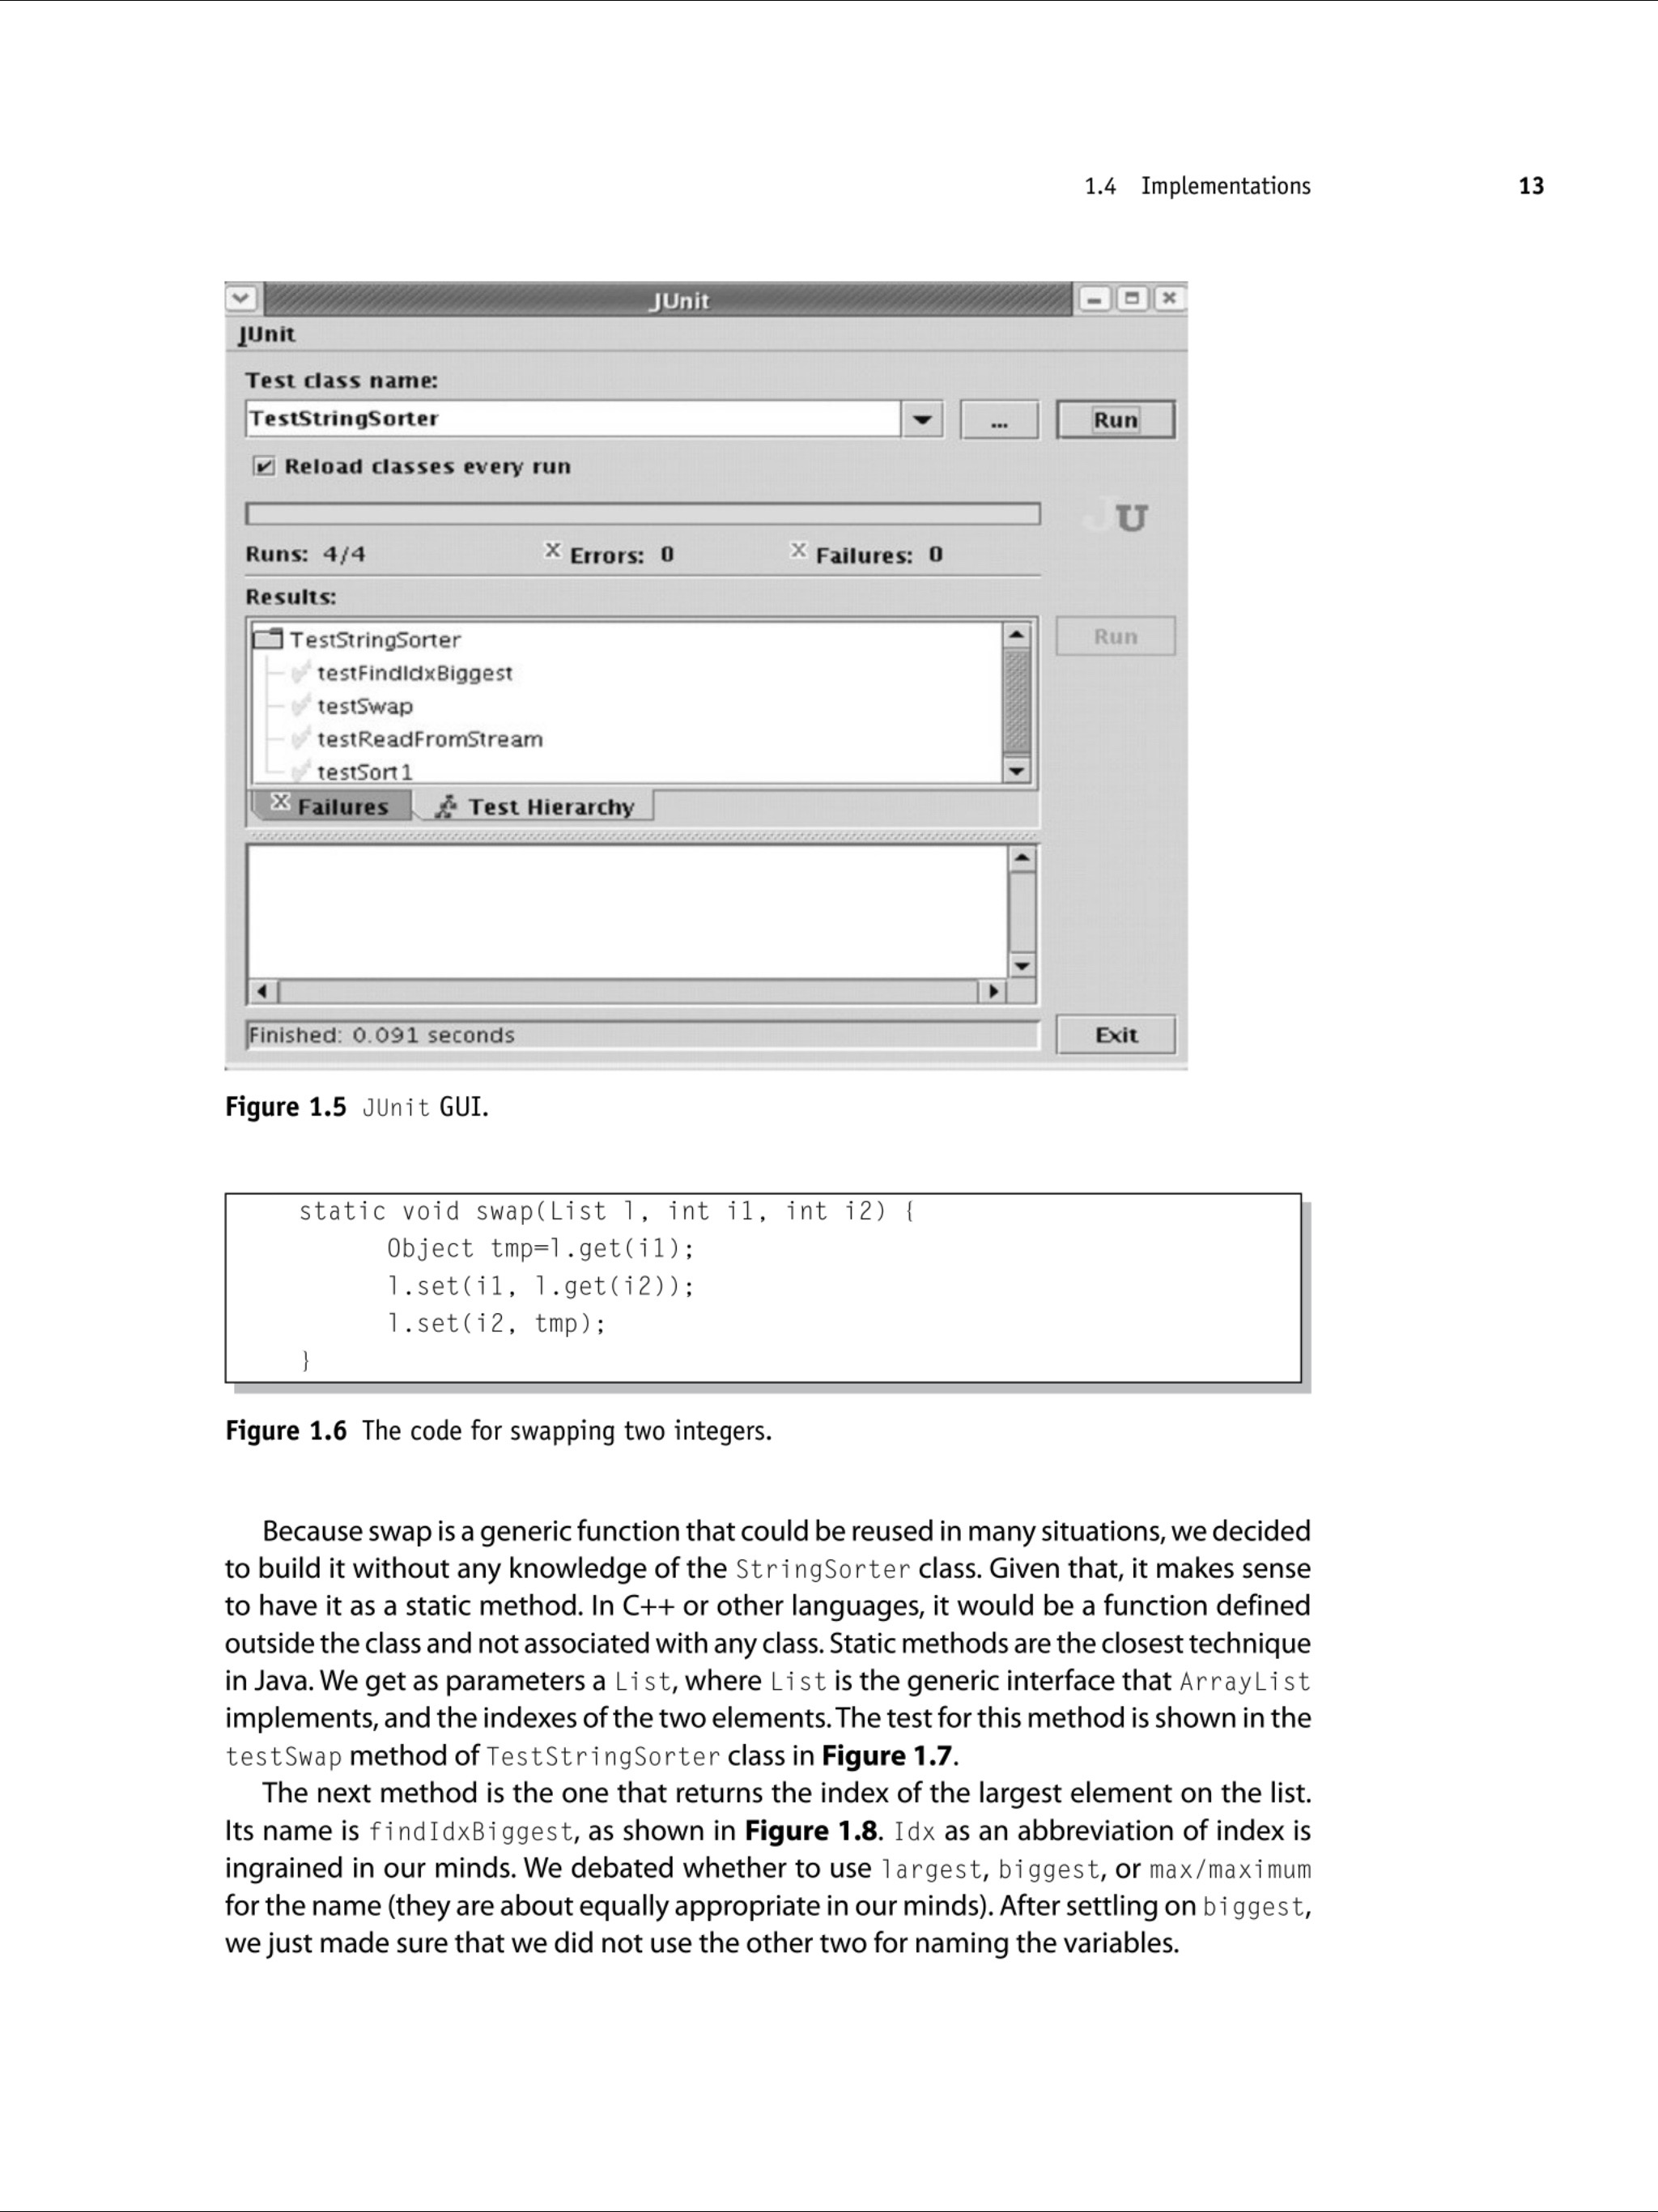 1.4 Implementations 13
JUnit
JUnit
Test class name:
TestStringSorter ... Run
Reload classes every run
JU
Runs: 4/4 Errors: 0 Failures: 0
Results:
TestStringSorter
Run
testFindIdxBiggest
testSwap
testReadFromStream
testSort1
Failures Test Hierarchy
Finished: 0.091 seconds Exit
Figure 1.5 JUnit GUI.
static void swap(List l, int i1, int i2) {
Object tmp=l.get(i1);
l.set(i1, l.get(i2));
l.set(i2, tmp);
}
Figure 1.6 The code for swapping two integers.
Because swap is a generic function that could be reused in many situations, we decided
to build it without any knowledge of the StringSorter class. Given that, it makes sense
to have it as a static method. In C++ or other languages, it would be a function defined
outside the class and not associated with any class. Static methods are the closest technique
in Java. We get as parameters a List, where List is the generic interface that ArrayList
implements, and the indexes of the two elements. The test for this method is shown in the
testSwap method of TestStringSorter class in Figure 1.7.
The next method is the one that returns the index of the largest element on the list.
Its name is findIdxBiggest, as shown in Figure 1.8. Idx as an abbreviation of index is
ingrained in our minds. We debated whether to use largest, biggest, or max/maximum
for the name (they are about equally appropriate in our minds). After settling on biggest,
we just made sure that we did not use the other two for naming the variables.